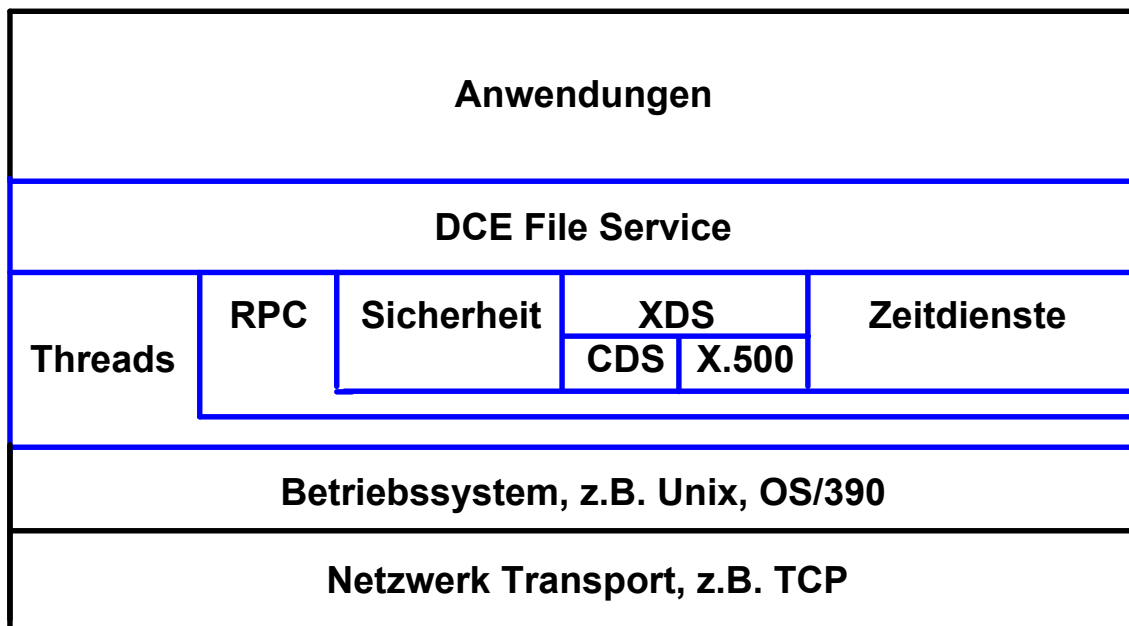 Anwendungen
DCE File Service
RPC Sicherheit XDS Zeitdienste
Threads CDS X.500
Betriebssystem, z.B. Unix, OS/390
Netzwerk Transport, z.B. TCP